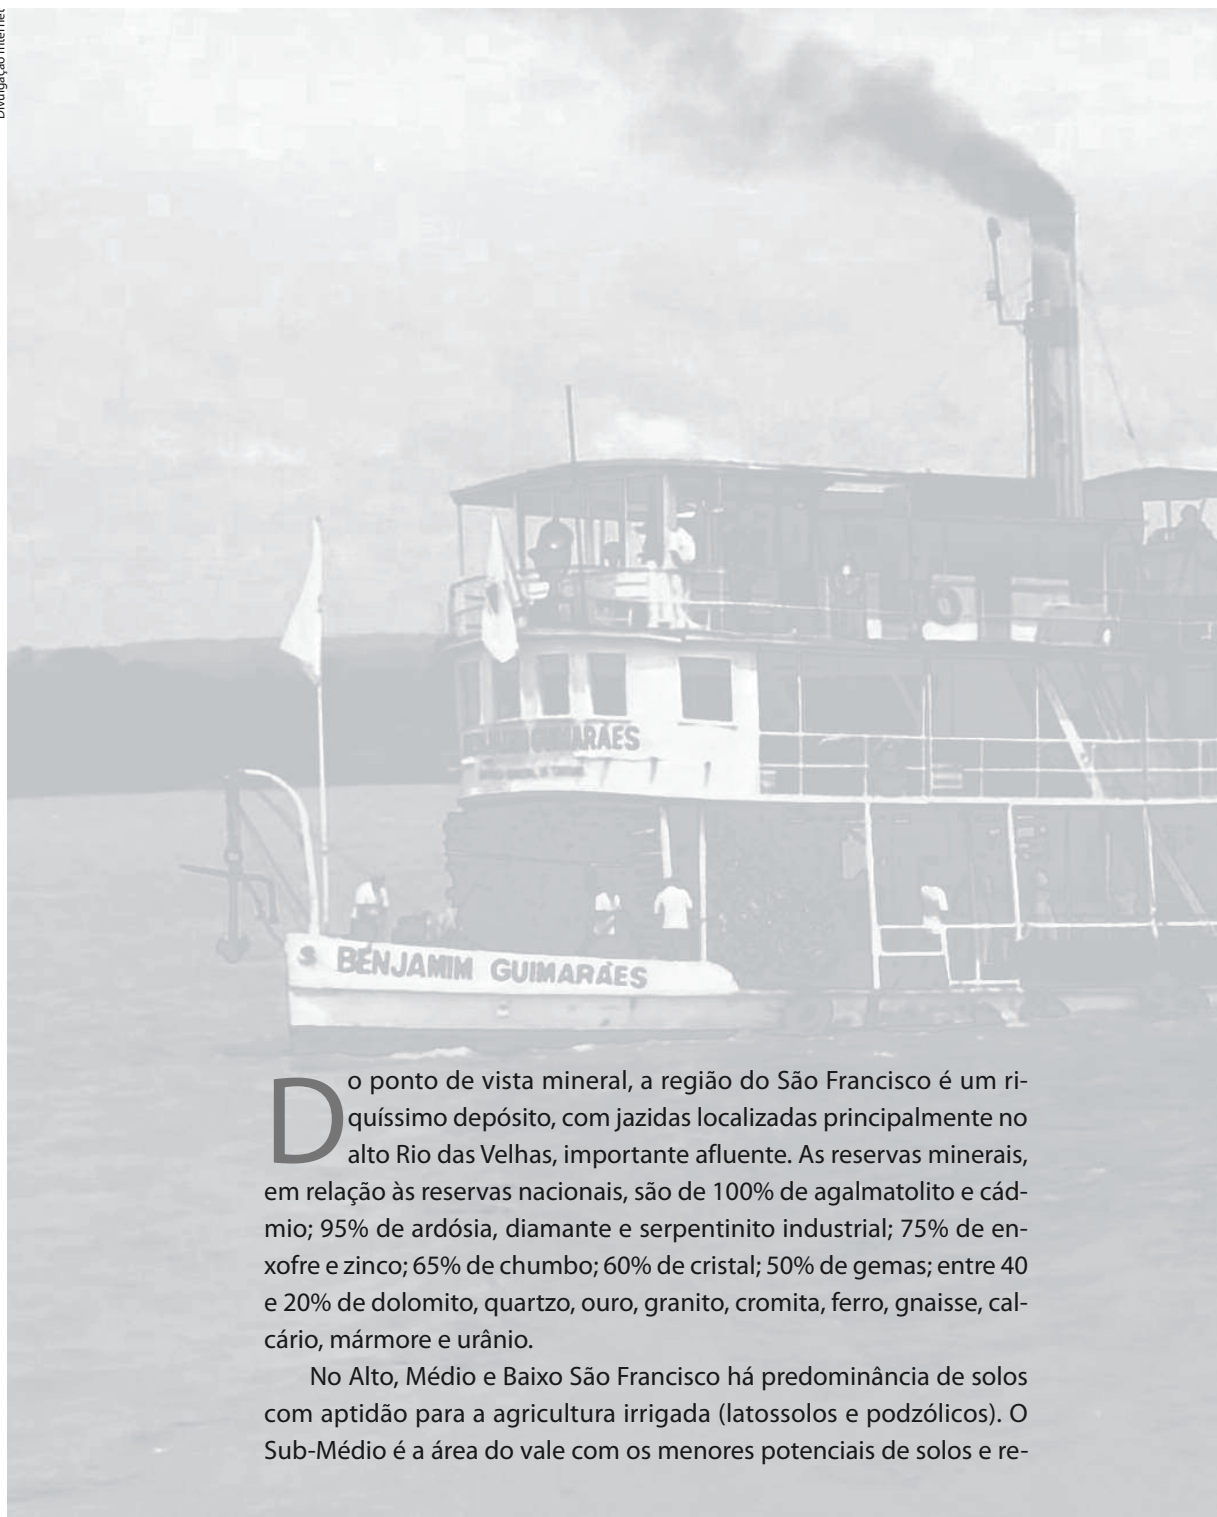 Divulgação Internet
GUIMARÃES
S BENJAMIM GUIMARÃES
Do ponto de vista mineral, a região do São Francisco é um ri-
quíssimo depósito, com jazidas localizadas principalmente no
alto Rio das Velhas, importante afluente. As reservas minerais,
em relação às reservas nacionais, são de 100% de agalmatolito e cád-
mio; 95% de ardósia, diamante e serpentinito industrial; 75% de en-
xofre e zinco; 65% de chumbo; 60% de cristal; 50% de gemas; entre 40
e 20% de dolomito, quartzo, ouro, granito, cromita, ferro, gnaisse, cal-
cário, mármore e urânio.
No Alto, Médio e Baixo São Francisco há predominância de solos
com aptidão para a agricultura irrigada (latossolos e podzólicos). O
Sub-Médio é a área do vale com os menores potenciais de solos e re-